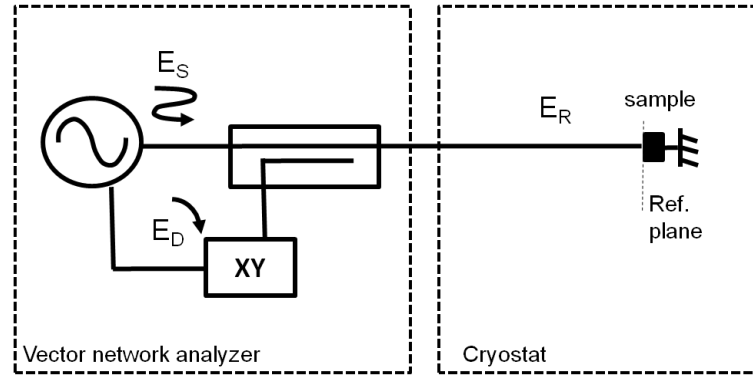 E_S
E_R
sample
E_D
XY
Ref.
plane
Vector network analyzer
Cryostat